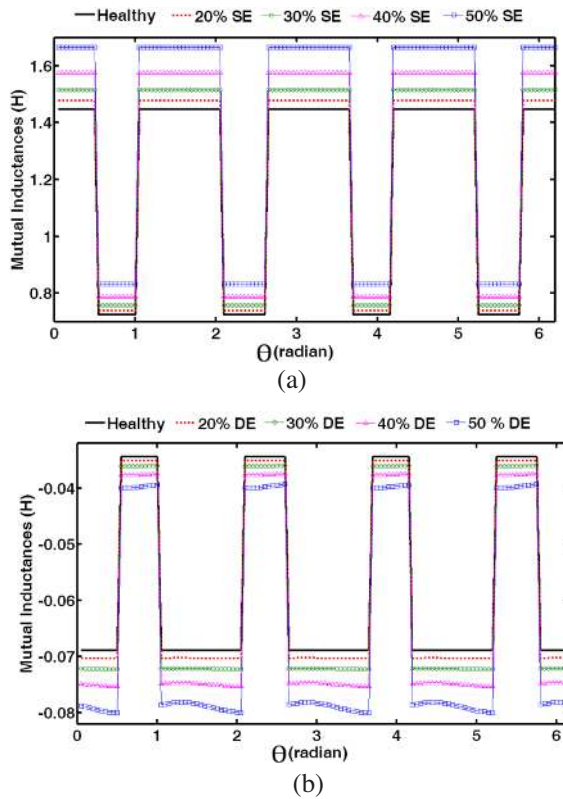 Healthy 20% SE 30% SE 40% SE 50% SE
Mutual Inductances (H)
1.6
1.4
1.2
1
0.8
0 1 2 3 4 5 6
Θ(radian)
(a)
Healthy 20% DE 30% DE 40% DE 50 % DE
Mutual Inductances (H)
-0.04
-0.05
-0.06
-0.07
-0.08
0 1 2 3 4 5 6
Θ(radian)
(b)